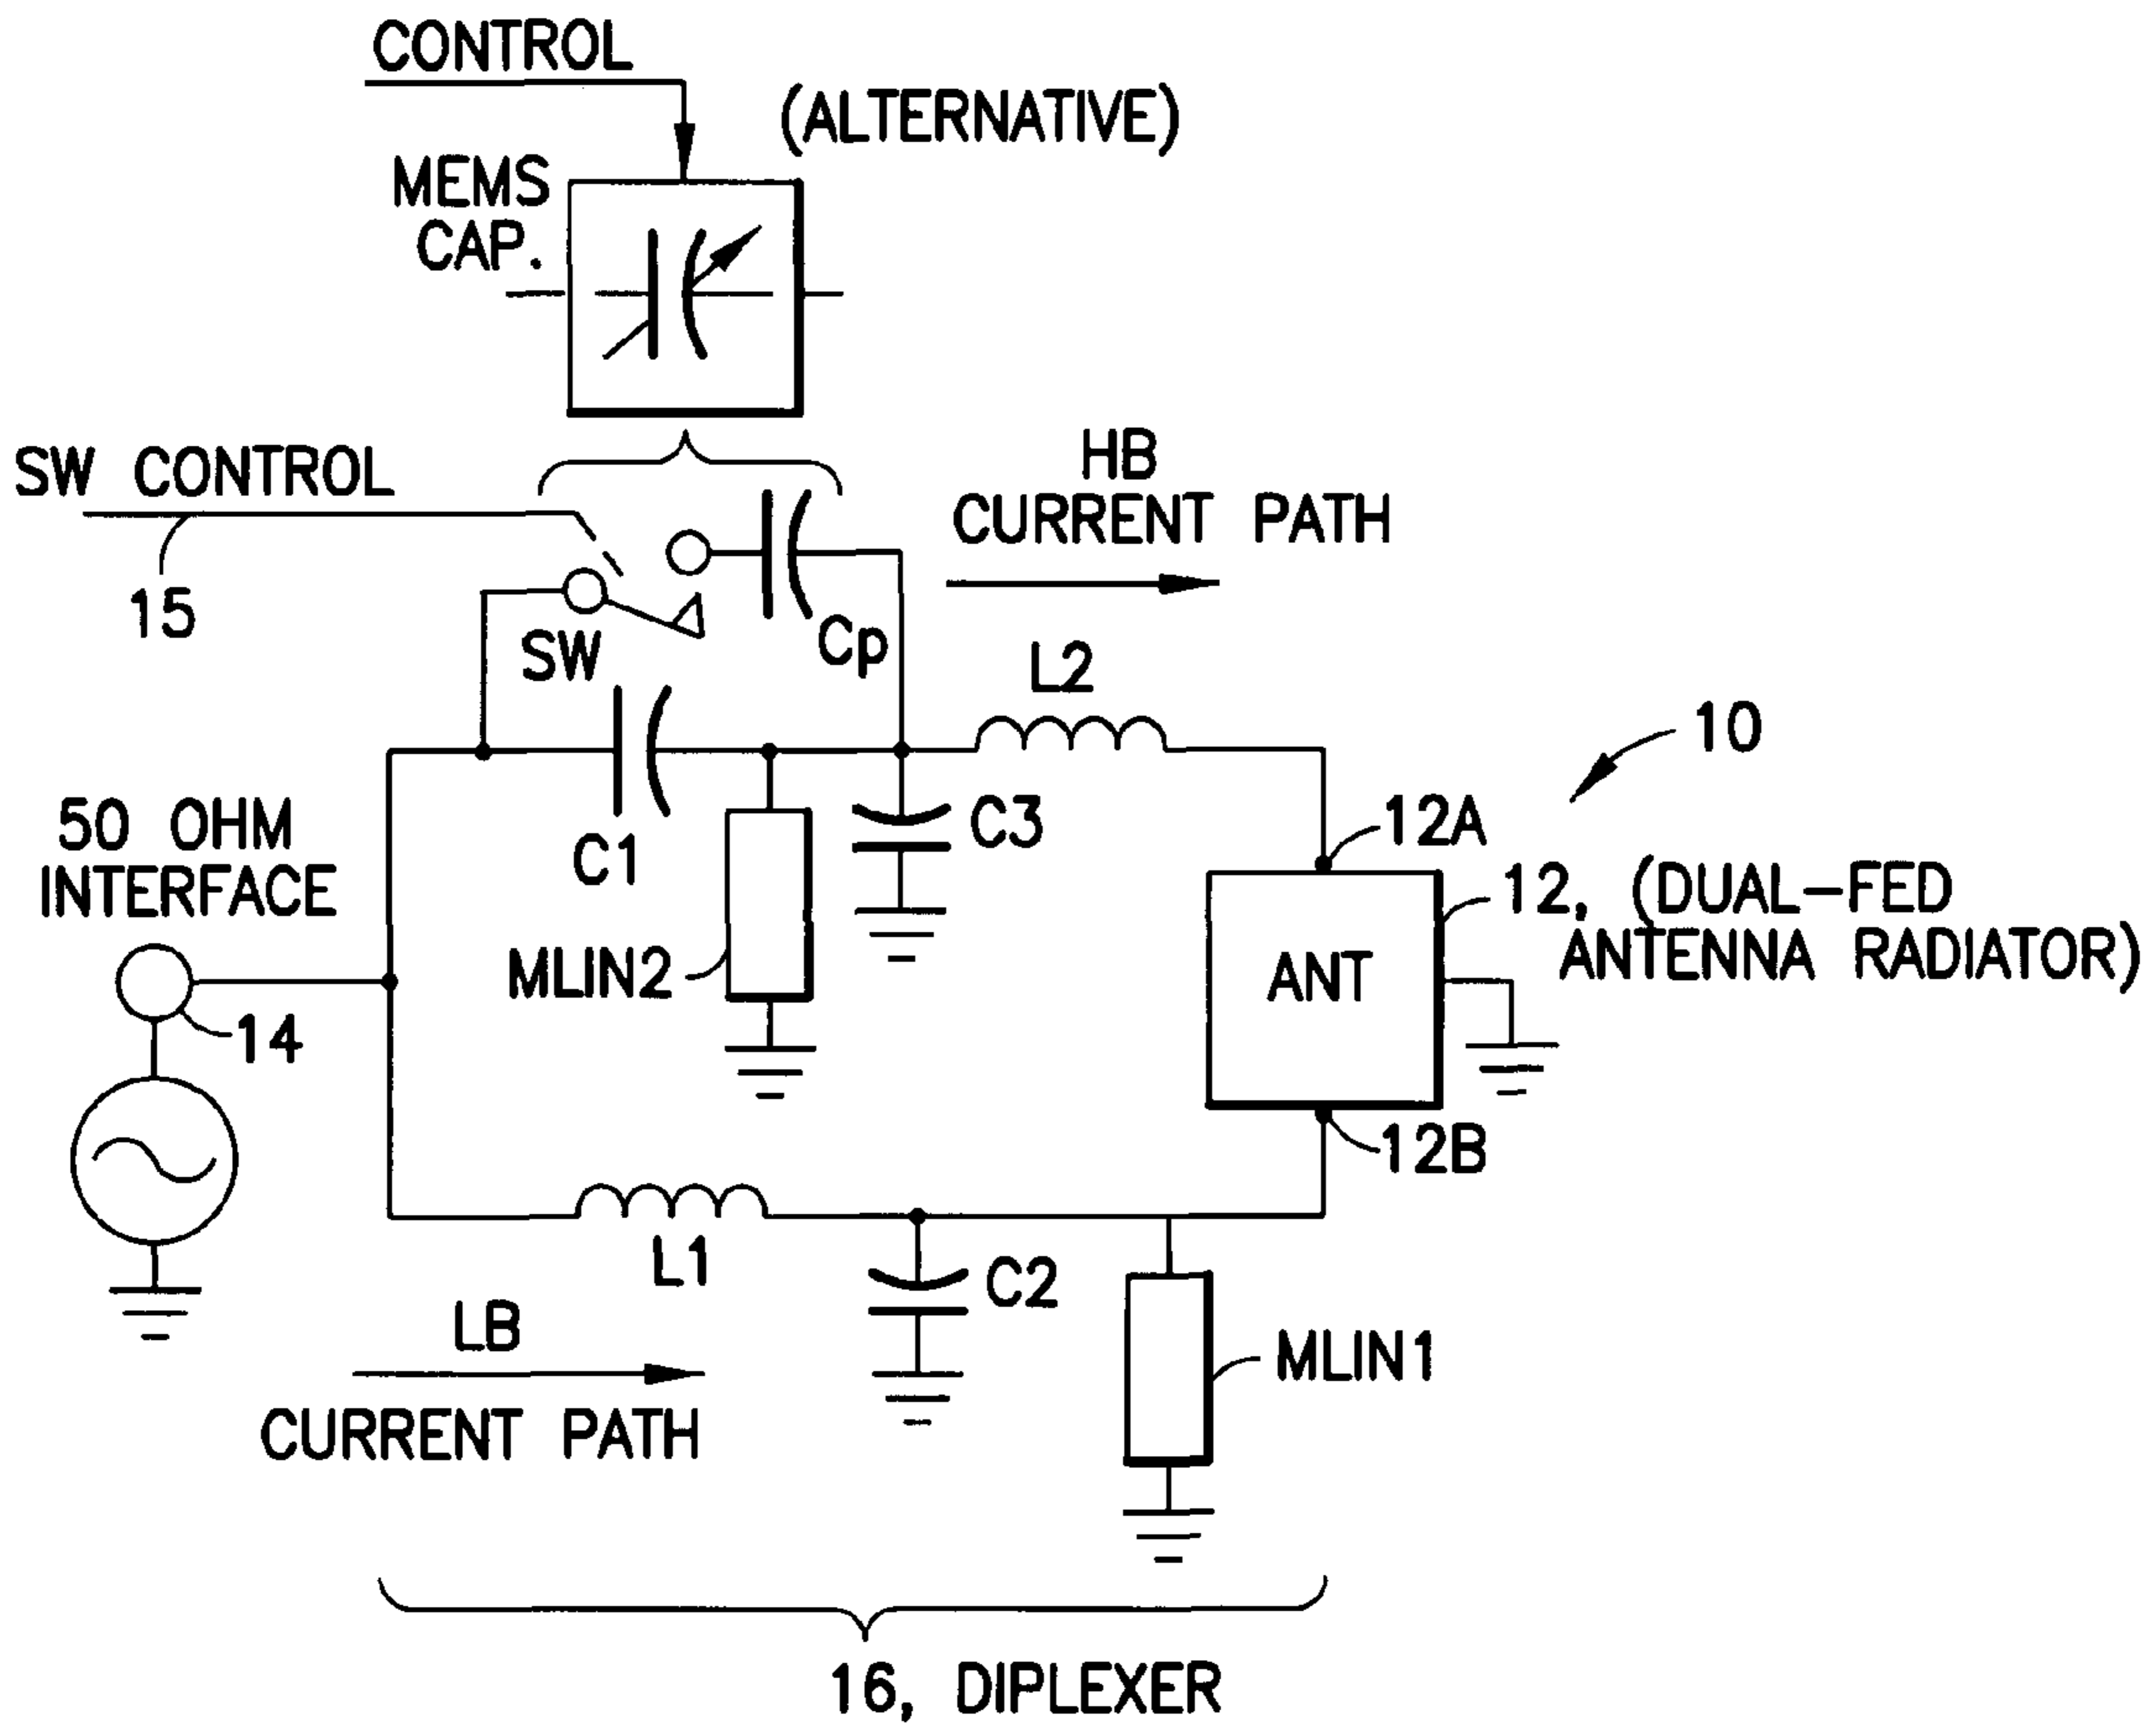 CONTROL
(ALTERNATIVE)
MEMS
CAP.
SW CONTROL
HB
CURRENT PATH
15
SW
Cp
L2
10
50 OHM
INTERFACE
C1
C3
12A
12, (DUAL-FED
ANTENNA RADIATOR)
MLIN2
ANT
14
12B
L1
C2
LB
CURRENT PATH
MLIN1
16, DIPLEXER